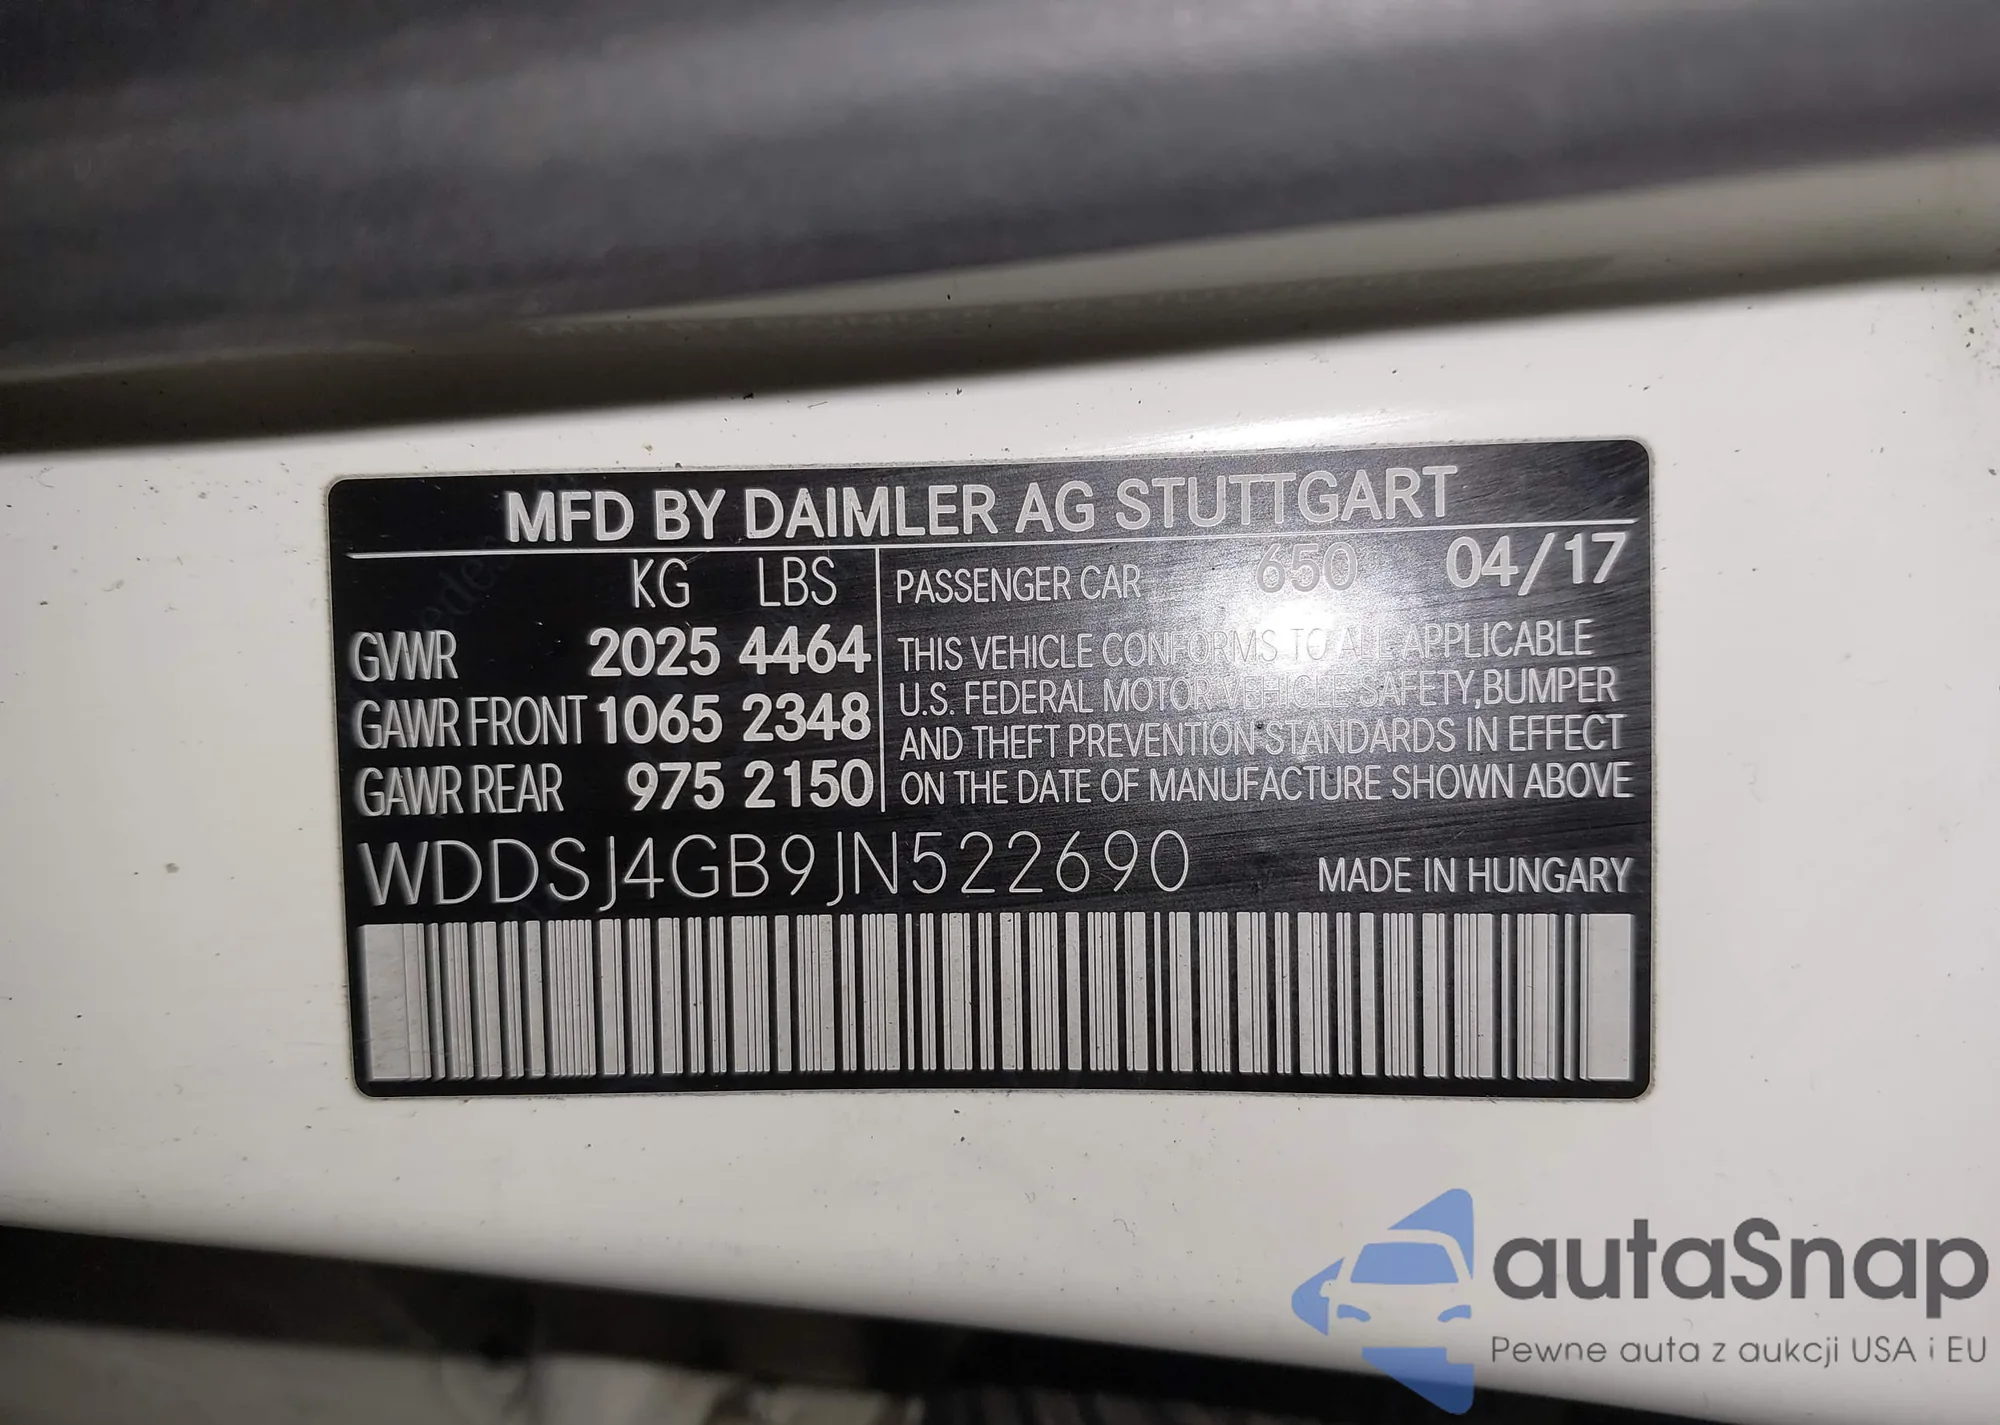 MFD BY DAIMLER AG STUTTGART
KG LBS
GVWR 2025 4464
GAWR FRONT 1065 2348
GAWR REAR 975 2150
PASSENGER CAR 650 04/17
THIS VEHICLE CONFORMS TO ALL APPLICABLE
U.S. FEDERAL MOTOR VEHICLE SAFETY,BUMPER
AND THEFT PREVENTION STANDARDS IN EFFECT
ON THE DATE OF MANUFACTURE SHOWN ABOVE
WDDSJ4GB9JN522690
MADE IN HUNGARY
autaSnap
Pewne auta z aukcji USA i EU